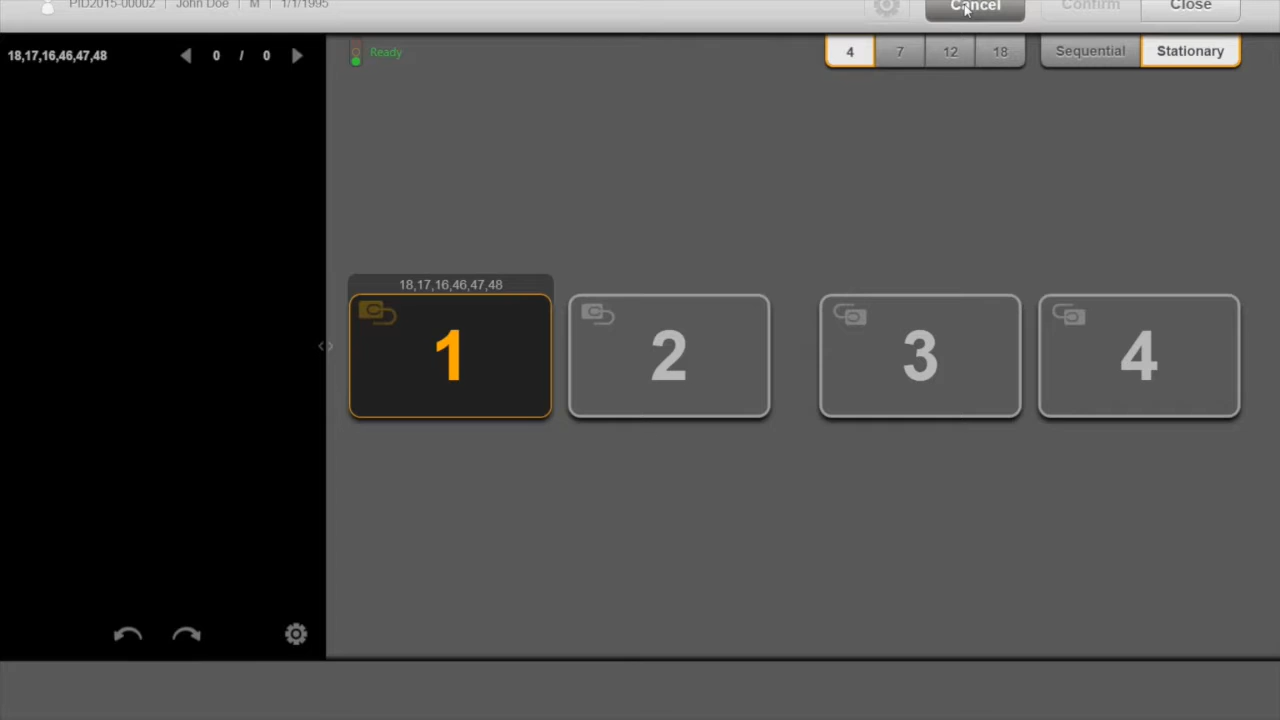 PID2015-00002 | John Doe | M | 1/1/1995
Cancel
Confirm
Close
18,17,16,46,47,48
0 / 0
Ready
4
7
12
18
Sequential
Stationary
18,17,16,46,47,48
1
2
3
4